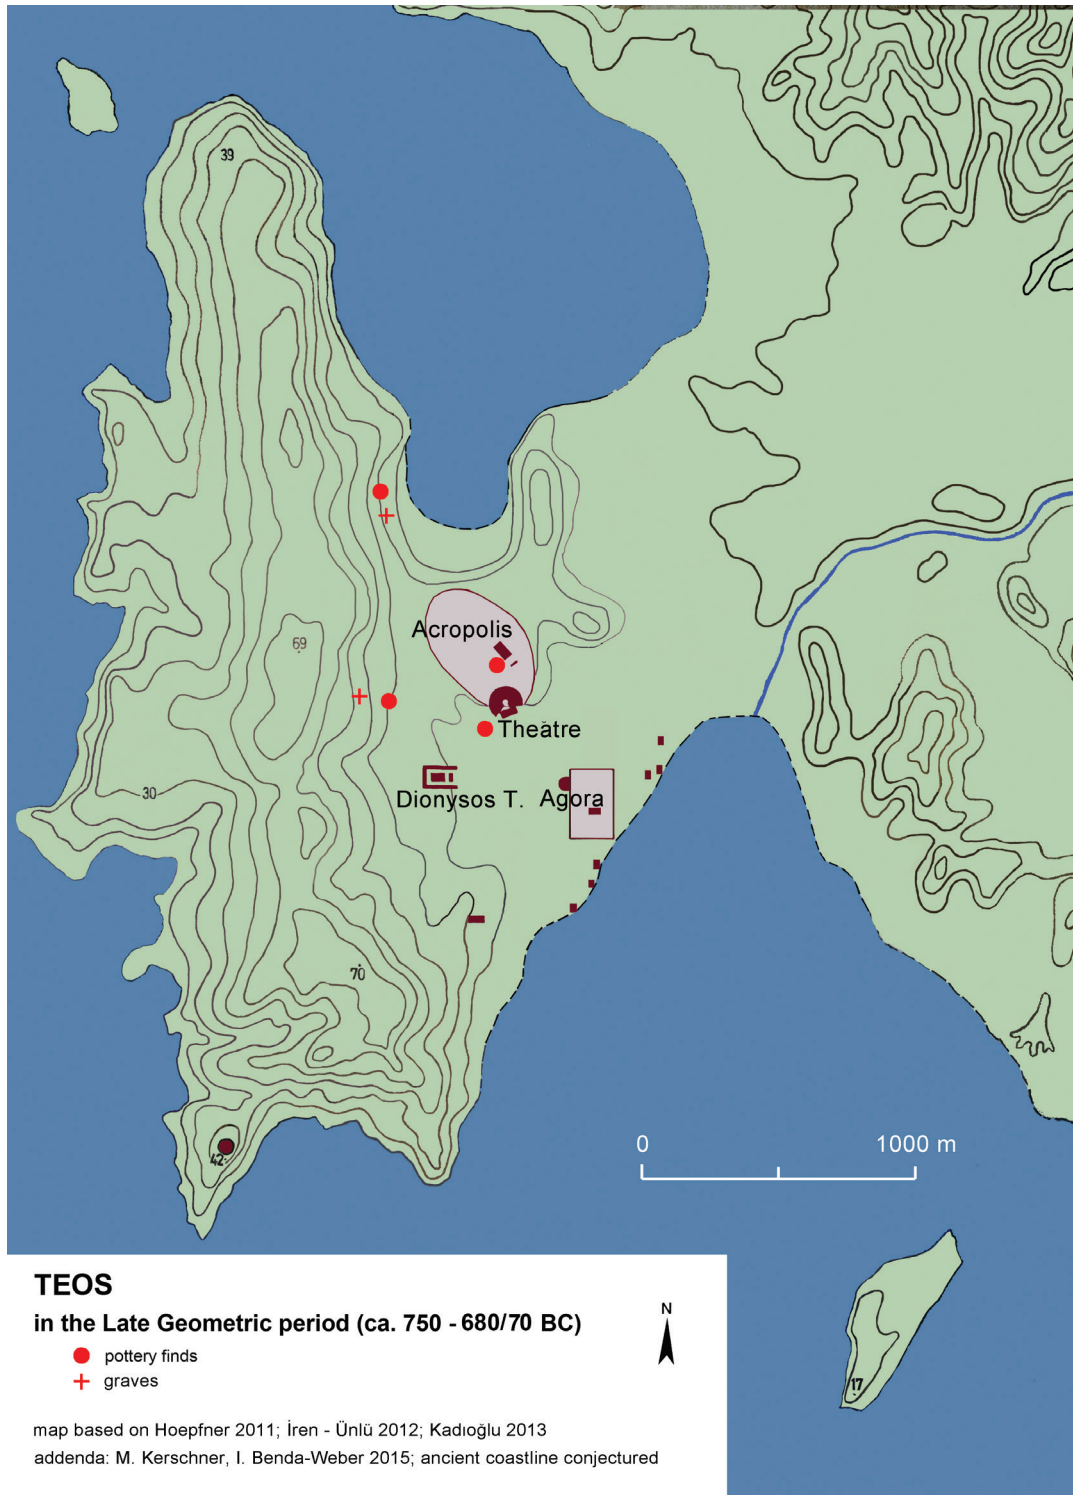 39
69
Acropolis
Theatre
30
Dionysos T. Agora
70
42
0 1000 m
17
TEOS
in the Late Geometric period (ca. 750 - 680/70 BC)
N
pottery finds
graves
map based on Hoepfner 2011; İren - Ünlü 2012; Kadıoğlu 2013
addenda: M. Kerschner, I. Benda-Weber 2015; ancient coastline conjectured